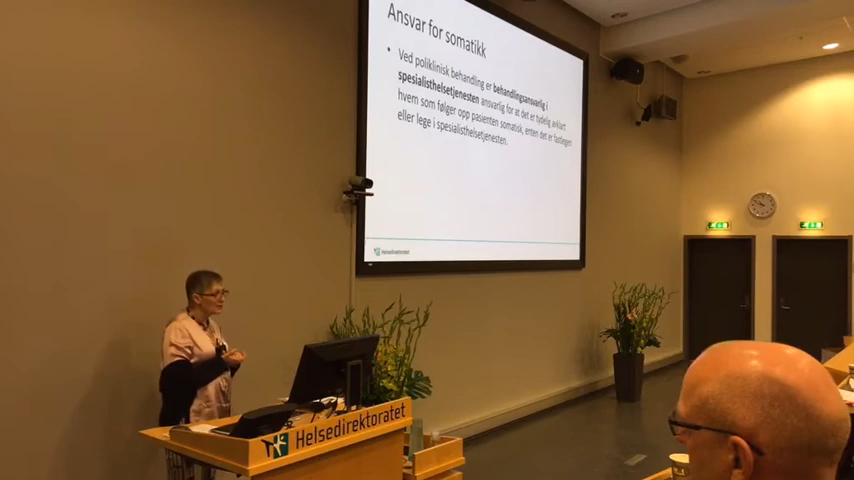 Ansvar for somatikk
• Ved poliklinisk behandling er behandlingsansvarlig i
spesialisthelsetjenesten ansvarlig for at det er tydelig avklart
hvem som følger opp pasienten somatisk, enten det er fastlegen
eller lege i spesialisthelsetjenesten.
Helsedirektoratet
Helsedirektoratet